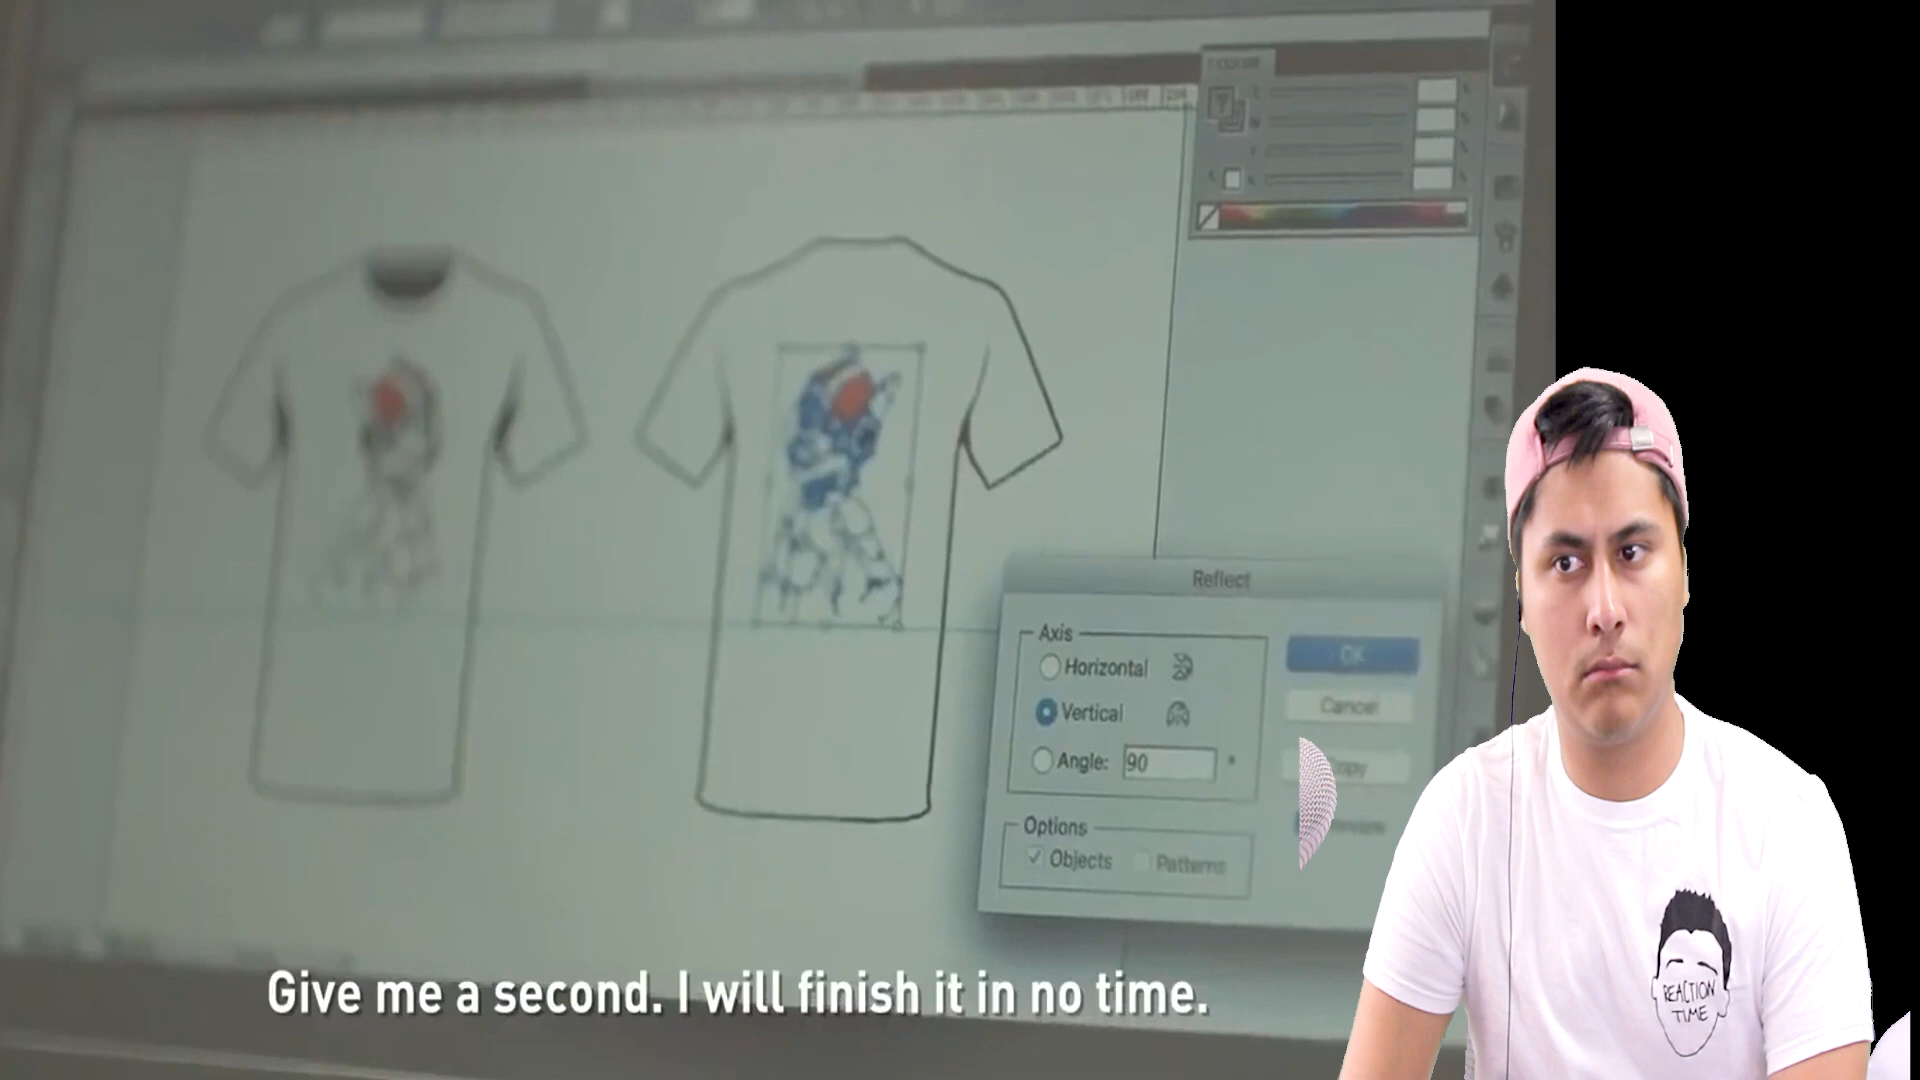 Reflect
Axis
Horizontal
Vertical
Angle: 90 °
Options
Objects
Patterns
OK
Cancel
REACTION
TIME
Give me a second. I will finish it in no time.